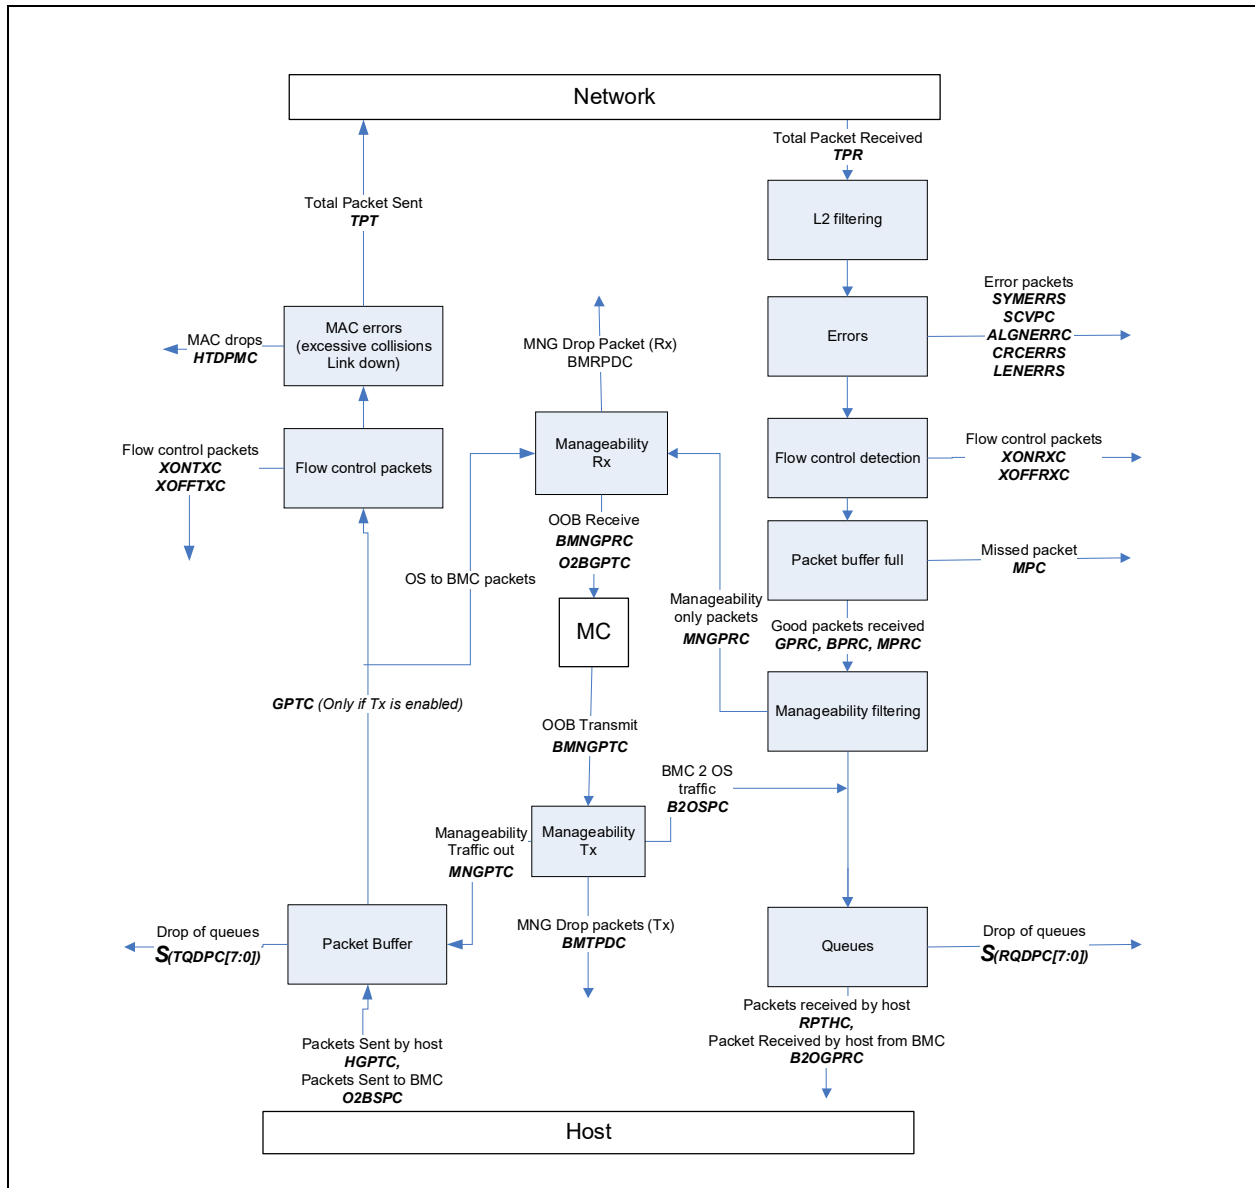 Network
Total Packet Received
TPR
Total Packet Sent
TPT
L2 filtering
Error packets
SYMERRS
SCVPC
ALGNERRC
CRCERRS
LENERRS
Errors
MAC errors
(excessive collisions
Link down)
MAC drops
HTDPMC
MNG Drop Packet (Rx)
BMRPDC
Flow control packets
XONTXC
XOFFTXC
Flow control packets
Manageability
Rx
Flow control detection
Flow control packets
XONRXC
XOFFRXC
OOB Receive
BMNGPRC
O2BGPTC
OS to BMC packets
Packet buffer full
Missed packet
MPC
Manageability
only packets
MNGPRC
Good packets received
GPRC, BPRC, MPRC
MC
GPTC (Only if Tx is enabled)
Manageability filtering
OOB Transmit
BMNGPTC
BMC 2 OS
traffic
B2OSPC
Manageability
Traffic out
MNGPTC
Manageability
Tx
Drop of queues
S(TQDPC[7:0])
Packet Buffer
MNG Drop packets (Tx)
BMTPDC
Queues
Drop of queues
S(RQDPC[7:0])
Packets Sent by host
HGPTC,
Packets Sent to BMC
O2BSPC
Packets received by host
RPTHC,
Packet Received by host from BMC
B2OGPRC
Host